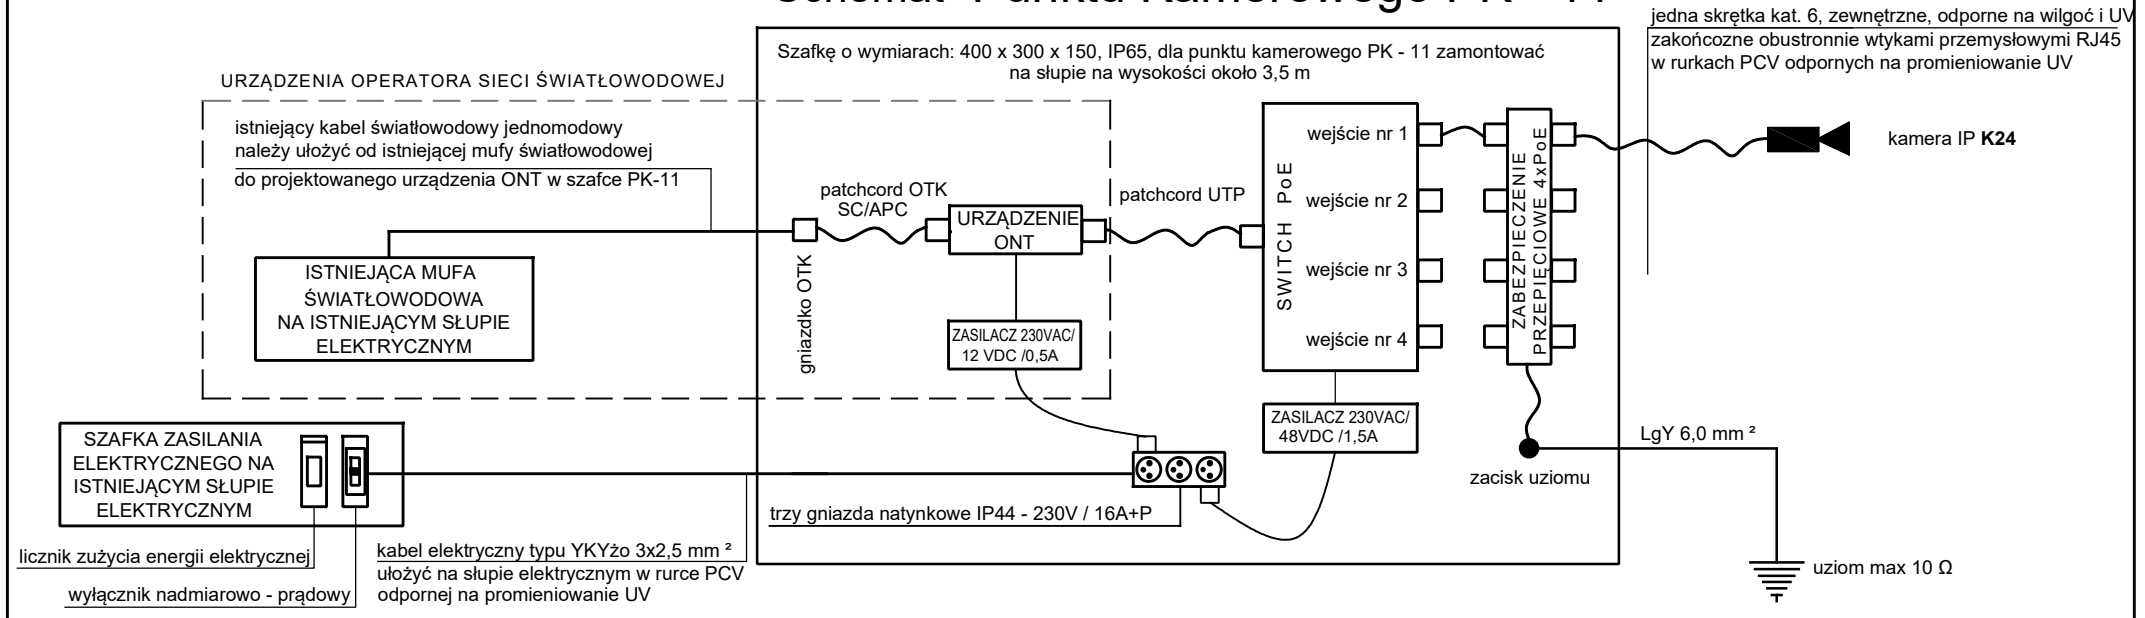 Schemat Punktu Kamerowego PK - 11
jedna skrętka kat. 6, zewnętrzne, odporne na wilgoć i UV
zakońcozne obustronnie wtykami przemysłowymi RJ45
w rurkach PCV odpornych na promieniowanie UV
Szafkę o wymiarach: 400 x 300 x 150, IP65, dla punktu kamerowego PK - 11 zamontować
na słupie na wysokości około 3,5 m
URZĄDZENIA OPERATORA SIECI ŚWIATŁOWODOWEJ
istniejący kabel światłowodowy jednomodowy
należy ułożyć od istniejącej mufy światłowodowej
do projektowanego urządzenia ONT w szafce PK-11
patchcord OTK
SC/APC
gniazdko OTK
URZĄDZENIE
ONT
patchcord UTP
SWITCH PoE
wejście nr 1
wejście nr 2
wejście nr 3
wejście nr 4
ZABEZPIECZENIE
PRZEPIĘCIOWE 4xPoE
kamera IP K24
ISTNIEJĄCA MUFA
ŚWIATŁOWODOWA
NA ISTNIEJĄCYM SŁUPIE
ELEKTRYCZNYM
ZASILACZ 230VAC/
12 VDC /0,5A
ZASILACZ 230VAC/
48VDC /1,5A
SZAFKA ZASILANIA
ELEKTRYCZNEGO NA
ISTNIEJĄCYM SŁUPIE
ELEKTRYCZNYM
LgY 6,0 mm ²
zacisk uziomu
trzy gniazda natynkowe IP44 - 230V / 16A+P
licznik zużycia energii elektrycznej
wyłącznik nadmiarowo - prądowy
kabel elektryczny typu YKYżo 3x2,5 mm ²
ułożyć na słupie elektrycznym w rurce PCV
odpornej na promieniowanie UV
uziom max 10 Ω